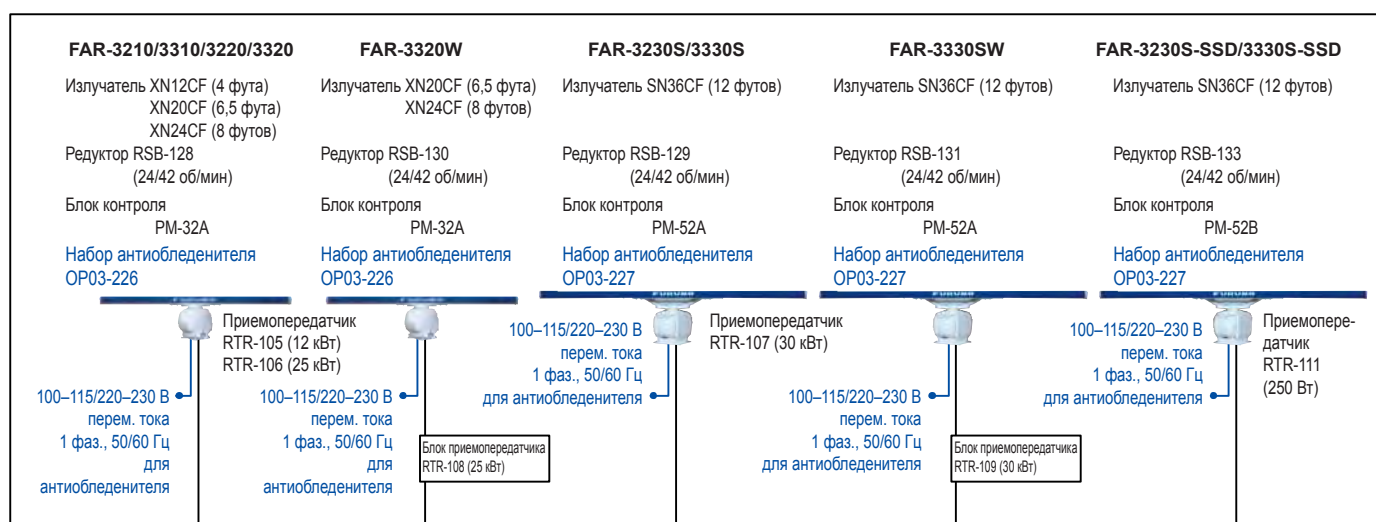 FAR-3210/3310/3220/3320
Излучатель XN12CF (4 фута)
XN20CF (6,5 фута)
XN24CF (8 футов)
Редуктор RSB-128
(24/42 об/мин)
Блок контроля
PM-32A
Набор антиобледенителя
OP03-226
Приемопередатчик
RTR-105 (12 кВт)
RTR-106 (25 кВт)
100–115/220–230 В
перем. тока
1 фаз., 50/60 Гц
для
антиобледенителя
FAR-3320W
Излучатель XN20CF (6,5 фута)
XN24CF (8 футов)
Редуктор RSB-130
(24/42 об/мин)
Блок контроля
PM-32A
Набор антиобледенителя
OP03-226
100–115/220–230 В
перем. тока
1 фаз., 50/60 Гц
для
антиобледенителя
Блок приемопередатчика
RTR-108 (25 кВт)
FAR-3230S/3330S
Излучатель SN36CF (12 футов)
Редуктор RSB-129
(24/42 об/мин)
Блок контроля
PM-52A
Набор антиобледенителя
OP03-227
100–115/220–230 В
перем. тока
1 фаз., 50/60 Гц
для антиобледенителя
Приемопередатчик
RTR-107 (30 кВт)
FAR-3330SW
Излучатель SN36CF (12 футов)
Редуктор RSB-131
(24/42 об/мин)
Блок контроля
PM-52A
Набор антиобледенителя
OP03-227
100–115/220–230 В
перем. тока
1 фаз., 50/60 Гц
для антиобледенителя
Блок приемопередатчика
RTR-109 (30 кВт)
FAR-3230S-SSD/3330S-SSD
Излучатель SN36CF (12 футов)
Редуктор RSB-133
(24/42 об/мин)
Блок контроля
PM-52B
Набор антиобледенителя
OP03-227
100–115/220–230 В
перем. тока
1 фаз., 50/60 Гц
для антиобледенителя
Приемопере-
датчик
RTR-111
(250 Вт)